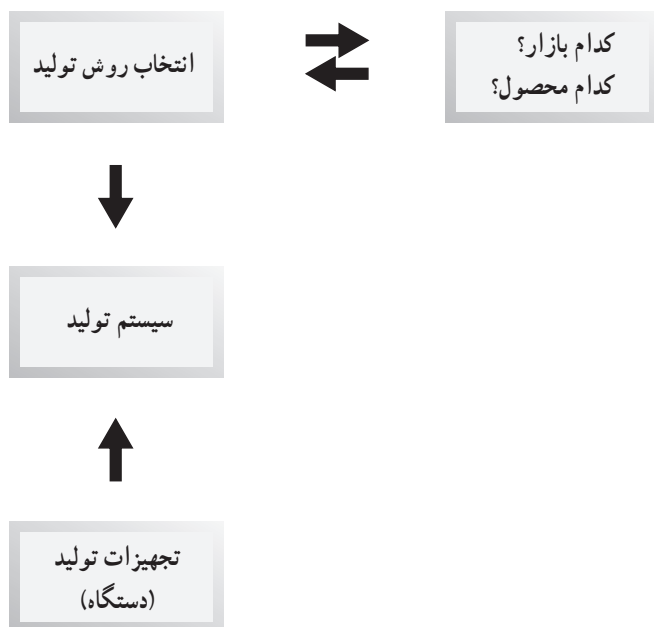 کدام بازار؟
کدام محصول؟
انتخاب روش تولید
سیستم تولید
تجهیزات تولید
(دستگاه)